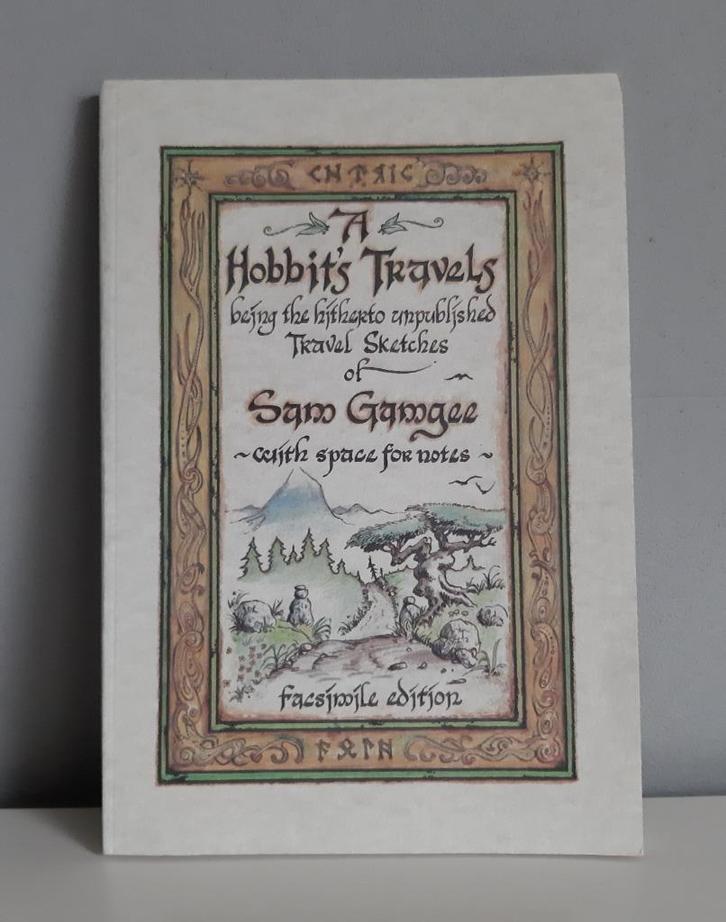 A
Hobbit's Travels
being the hitherto unpublished
Travel Sketches
of
Sam Gamgee
~with space for notes~
facsimile edition